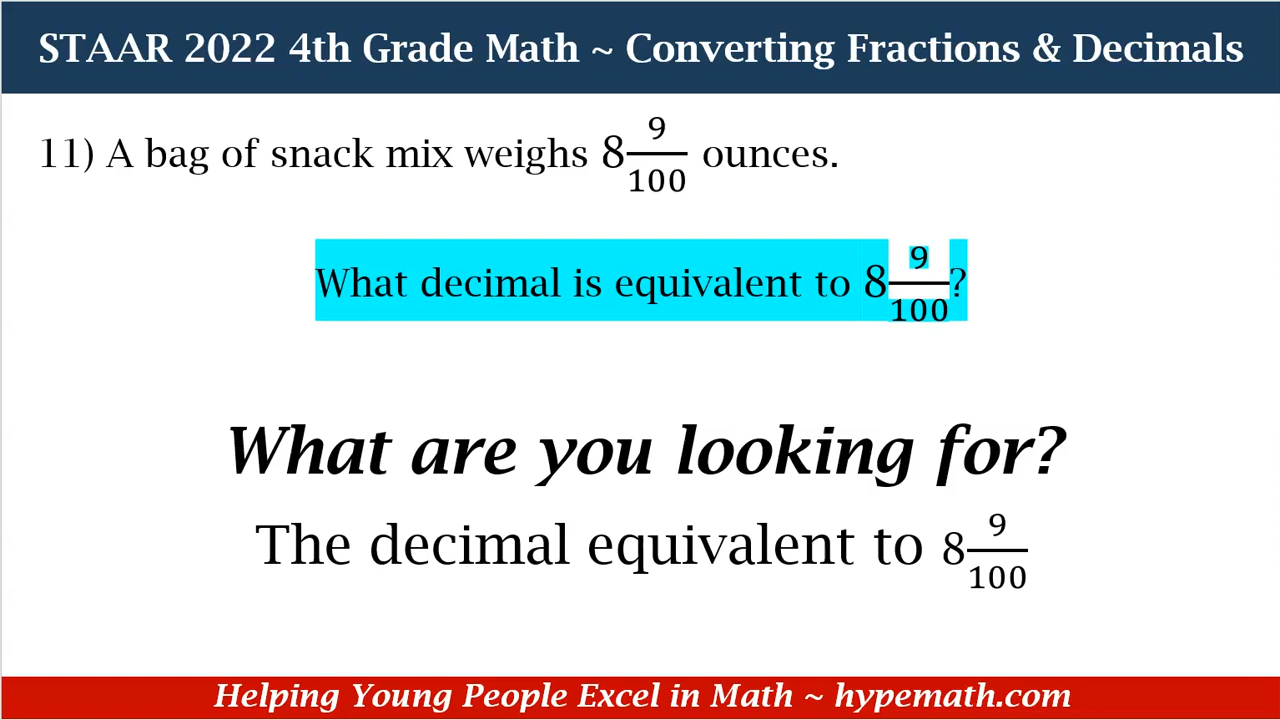 STAAR 2022 4th Grade Math ~ Converting Fractions & Decimals
11) A bag of snack mix weighs 8 9/100 ounces.
What decimal is equivalent to 8 9/100?
What are you looking for?
The decimal equivalent to 8 9/100
Helping Young People Excel in Math ~ hypemath.com